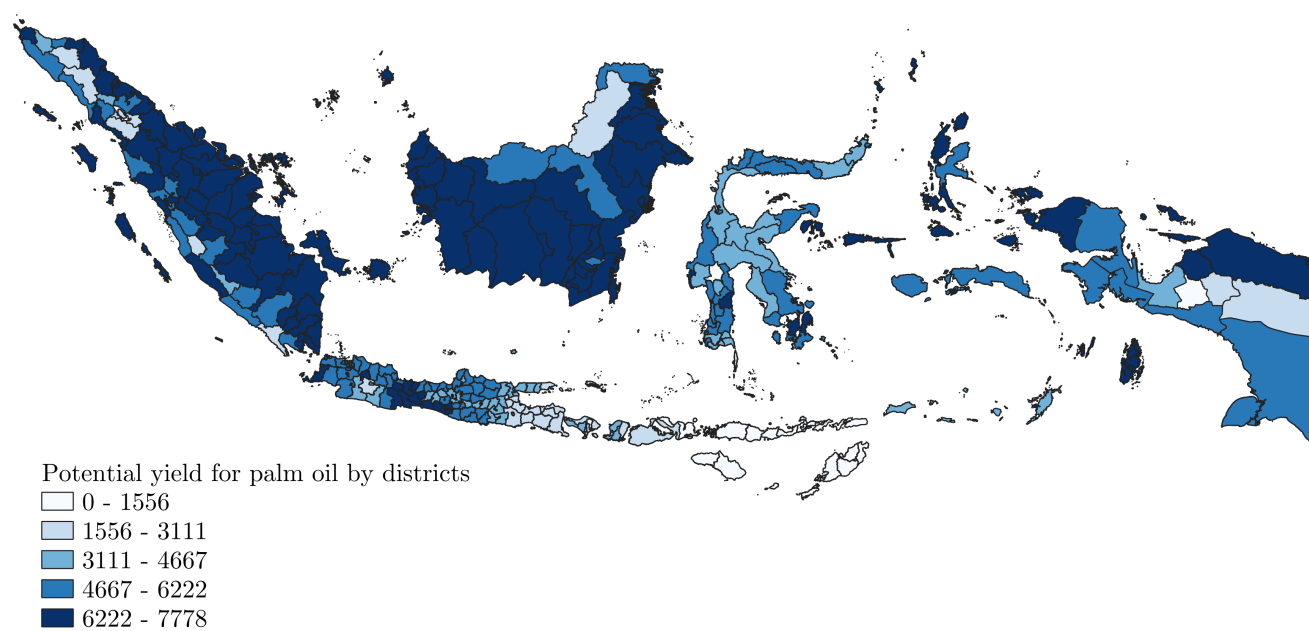 Potential yield for palm oil by districts
0 - 1556
1556 - 3111
3111 - 4667
4667 - 6222
6222 - 7778